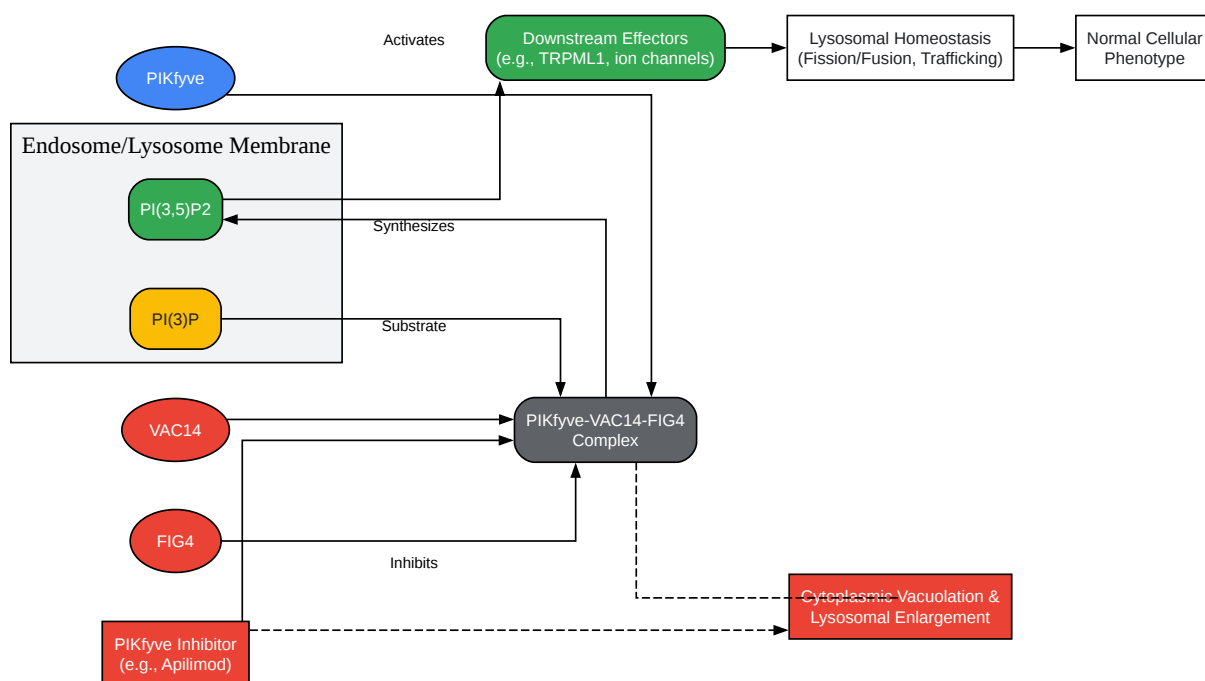 Activates
Downstream Effectors
(e.g., TRPML1, ion channels)
Lysosomal Homeostasis
(Fission/Fusion, Trafficking)
Normal Cellular
Phenotype
PIKfyve
Endosome/Lysosome Membrane
PI(3,5)P2
Synthesizes
PI(3)P
Substrate
VAC14
PIKfyve-VAC14-FIG4
Complex
FIG4
Inhibits
Cytoplasmic Vacuolation &
Lysosomal Enlargement
PIKfyve Inhibitor
(e.g., Apilimod)